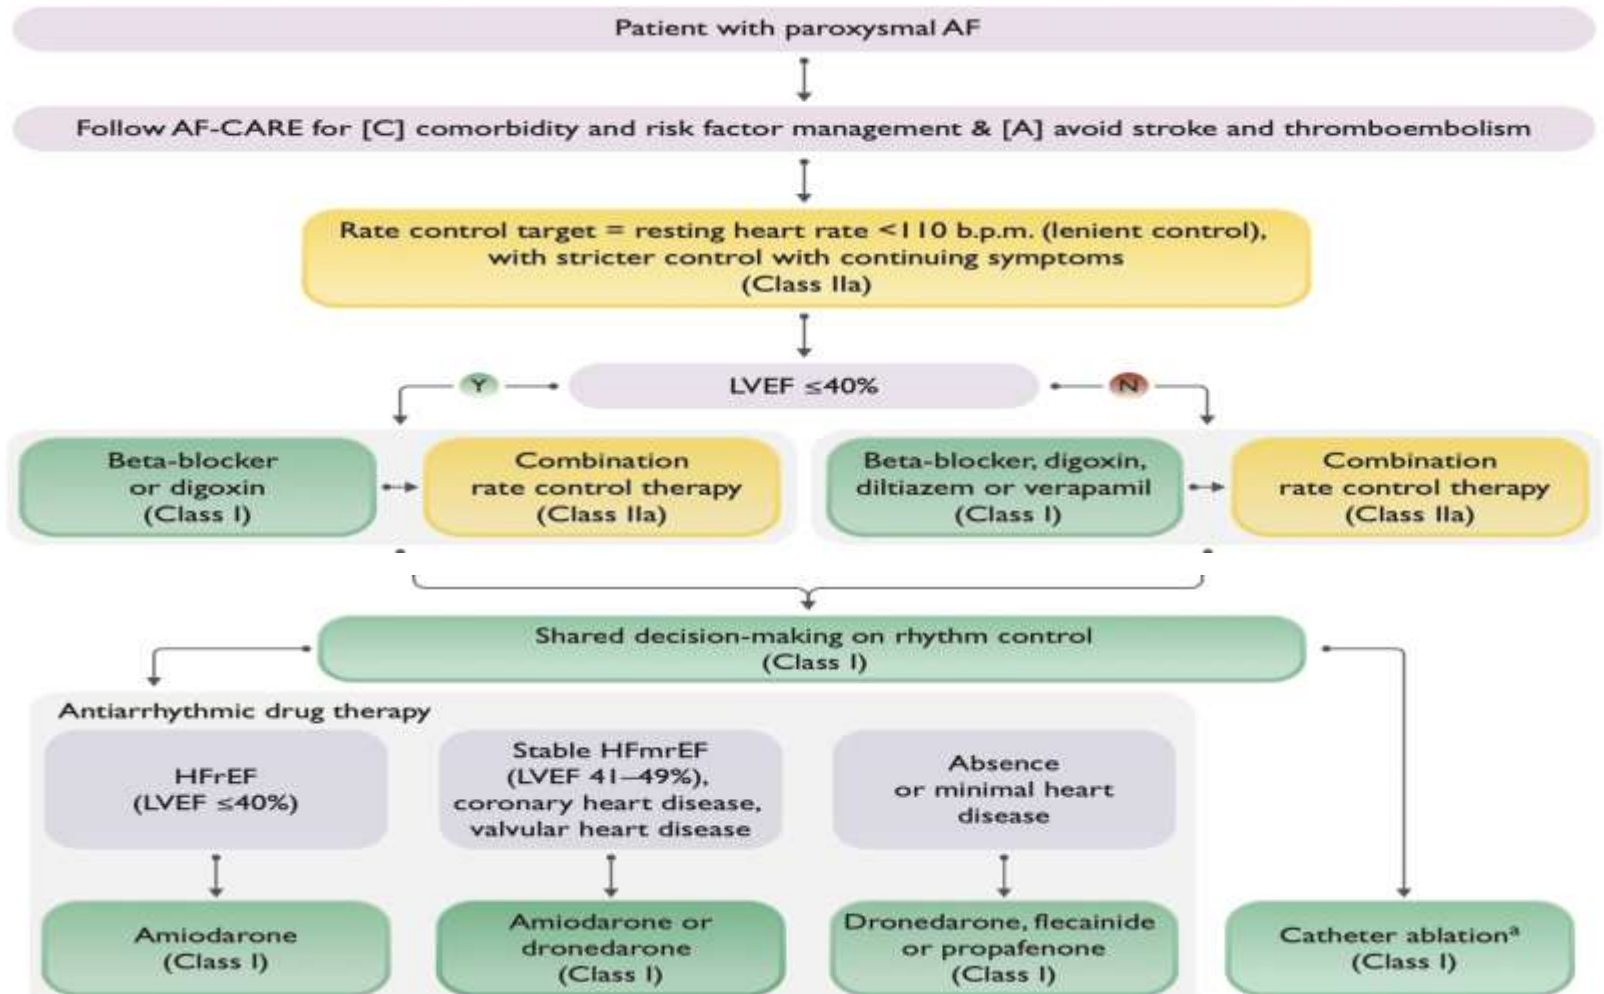 Patient with paroxysmal AF
Follow AF-CARE for [C] comorbidity and risk factor management & [A] avoid stroke and thromboembolism
Rate control target = resting heart rate <110 b.p.m. (lenient control),
with stricter control with continuing symptoms
(Class IIa)
Y
LVEF ≤40%
N
Beta-blocker
or digoxin
(Class I)
Combination
rate control therapy
(Class IIa)
Beta-blocker, digoxin,
diltiazem or verapamil
(Class I)
Combination
rate control therapy
(Class IIa)
Shared decision-making on rhythm control
(Class I)
Antiarrhythmic drug therapy
HFrEF
(LVEF ≤40%)
Stable HFmrEF
(LVEF 41–49%),
coronary heart disease,
valvular heart disease
Absence
or minimal heart
disease
Amiodarone
(Class I)
Amiodarone or
dronedarone
(Class I)
Dronedarone, flecainide
or propafenone
(Class I)
Catheter ablationᵃ
(Class I)